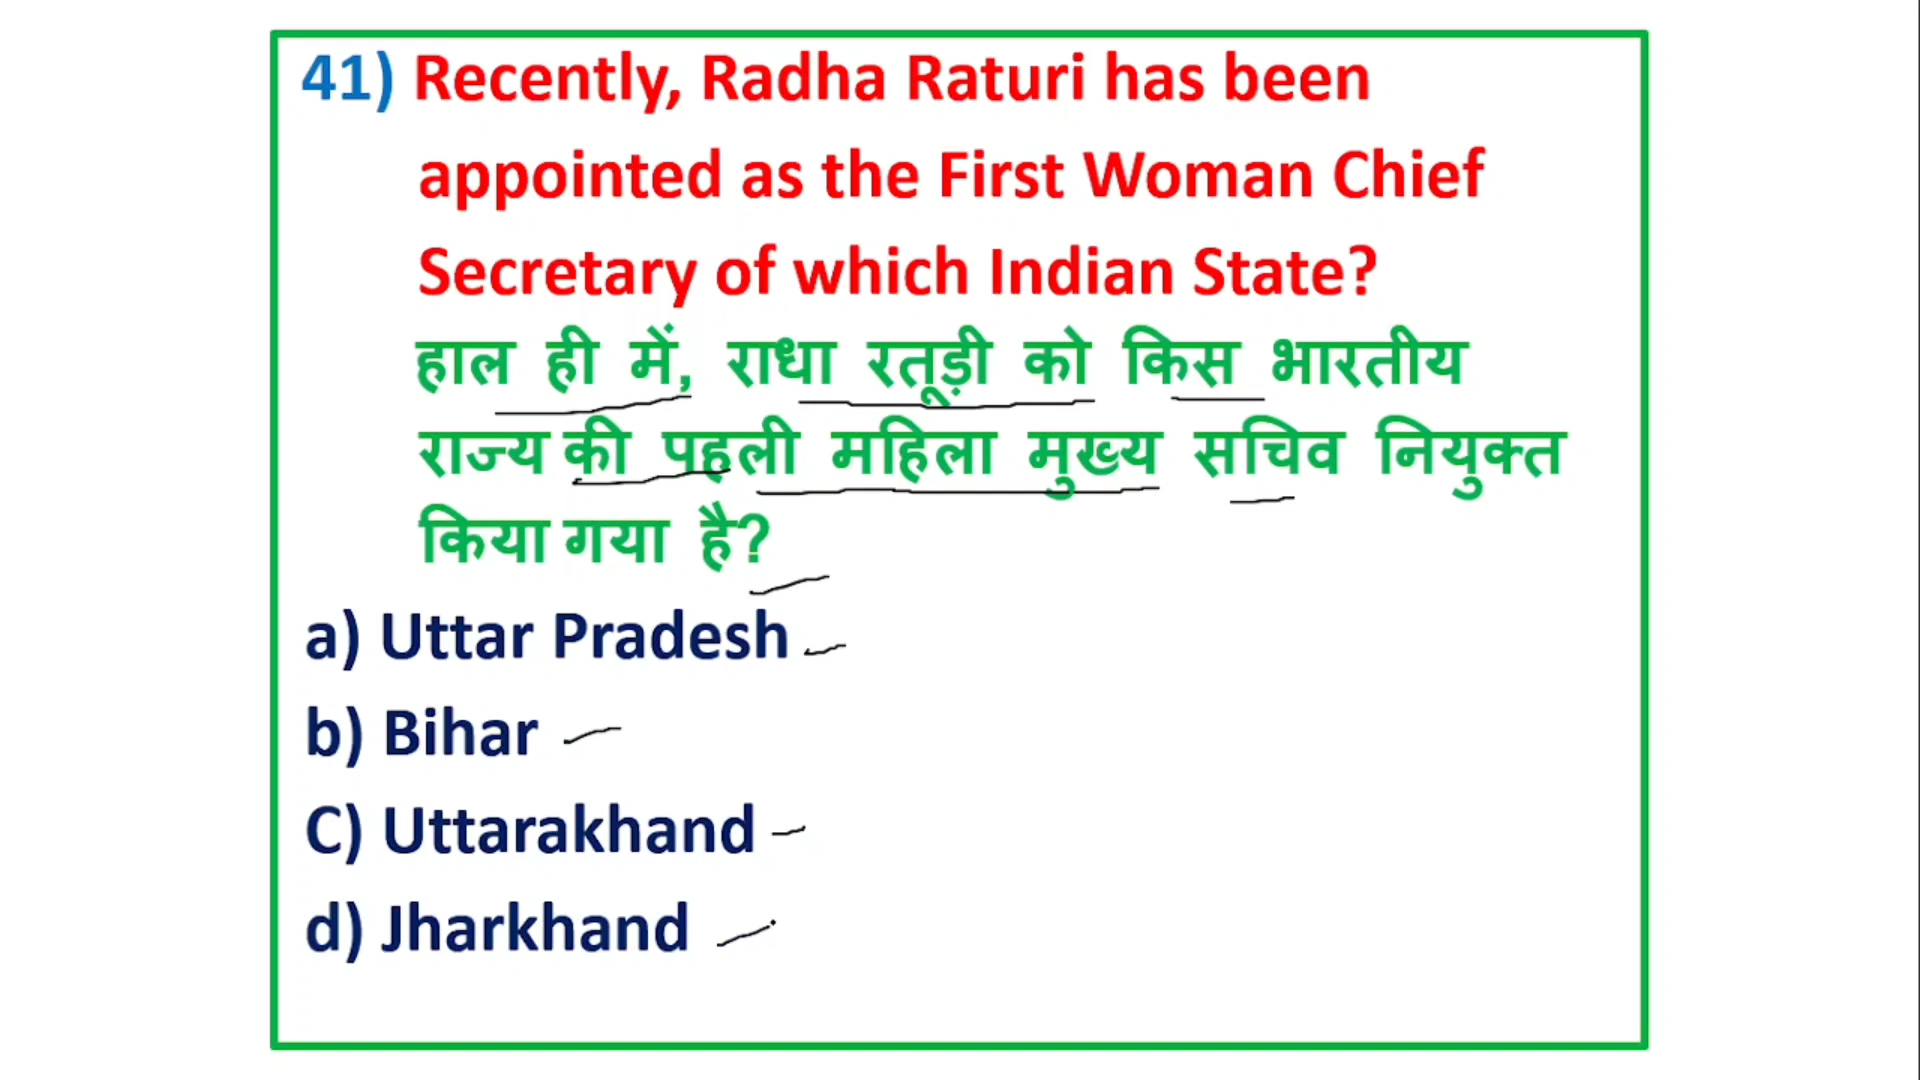 41) Recently, Radha Raturi has been
appointed as the First Woman Chief
Secretary of which Indian State?
हाल ही में, राधा रतूड़ी को किस भारतीय
राज्य की पहली महिला मुख्य सचिव नियुक्त
किया गया है?
a) Uttar Pradesh
b) Bihar
C) Uttarakhand
d) Jharkhand